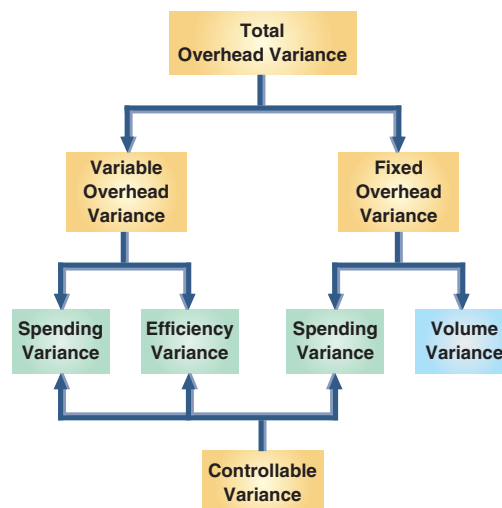 Total
Overhead Variance
Variable
Overhead
Variance
Fixed
Overhead
Variance
Spending
Variance
Efficiency
Variance
Spending
Variance
Volume
Variance
Controllable
Variance